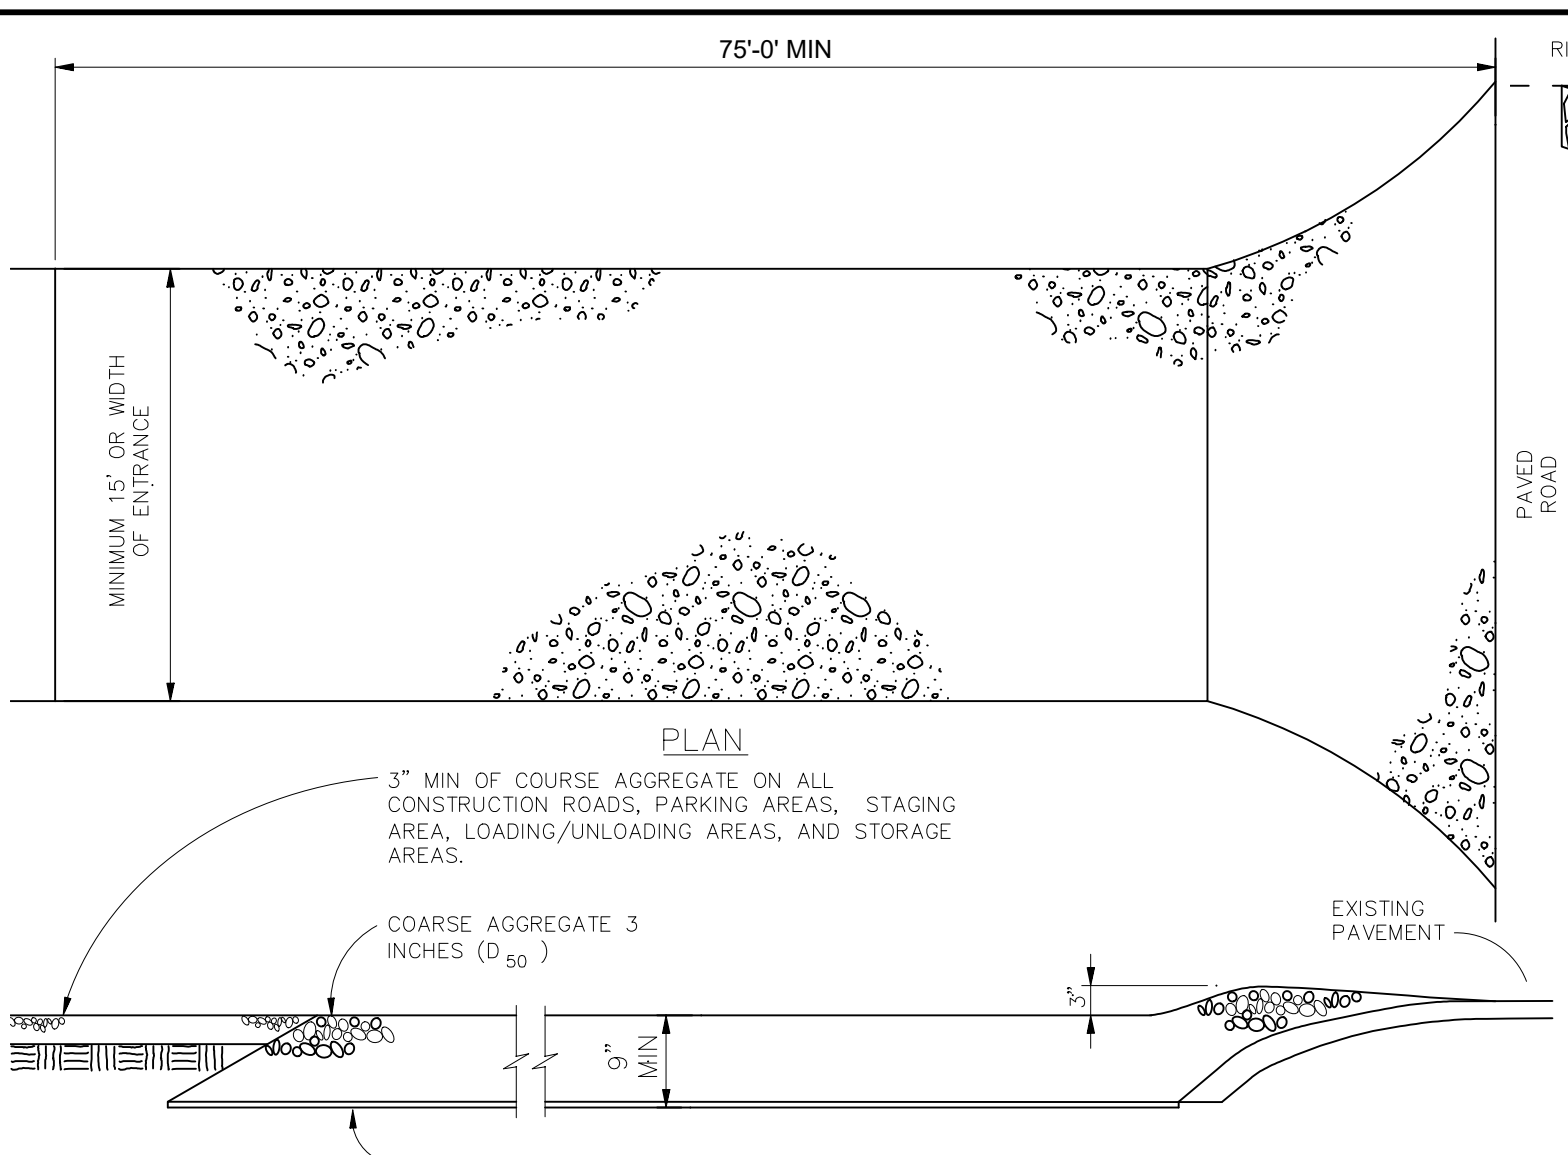 75'-0' MIN
RI
MINIMUM 15' OR WIDTH
OF ENTRANCE
PAVED
ROAD
PLAN
3" MIN OF COURSE AGGREGATE ON ALL
CONSTRUCTION ROADS, PARKING AREAS, STAGING
AREA, LOADING/UNLOADING AREAS, AND STORAGE
AREAS.
COARSE AGGREGATE 3
INCHES (D50 )
EXISTING
PAVEMENT
3"
9"
MIN